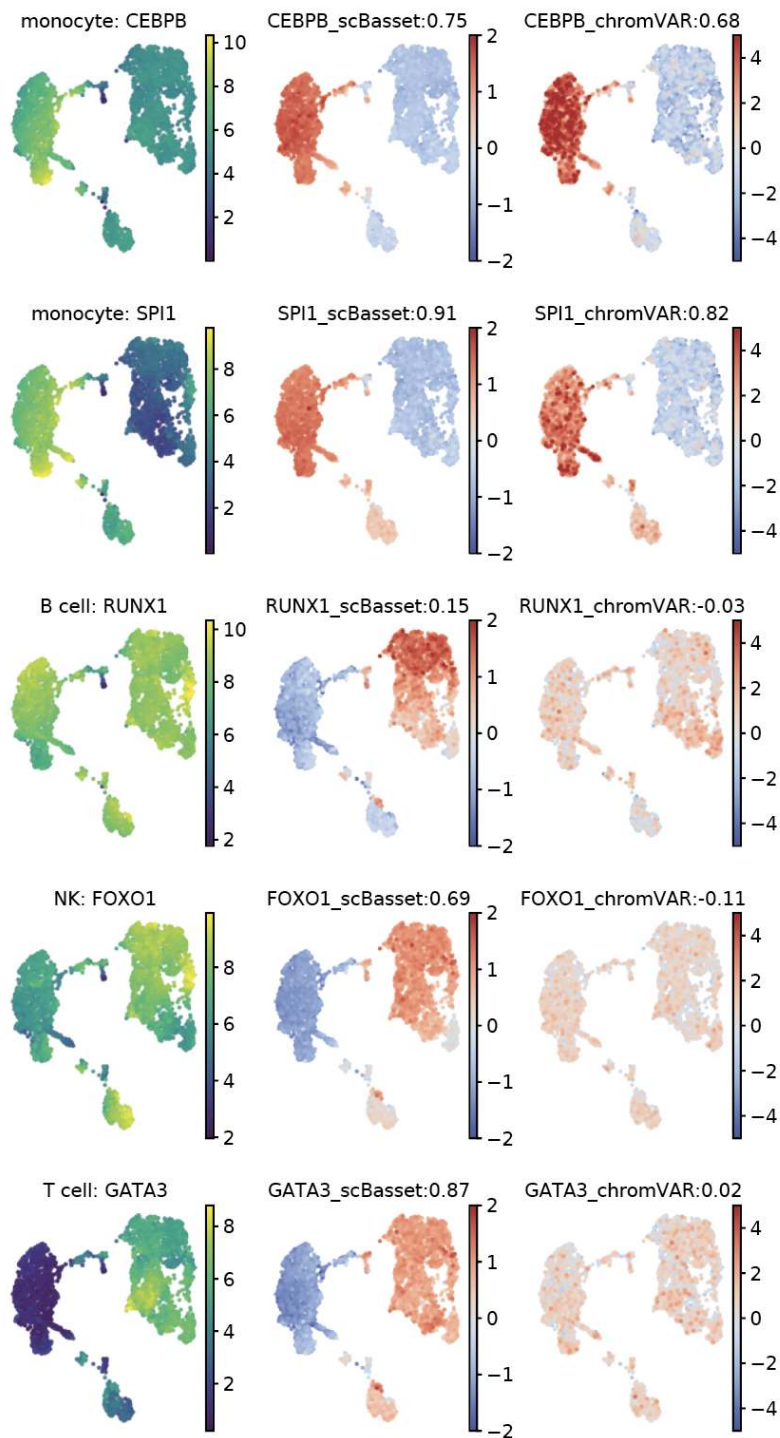 monocyte: CEBPB CEBPB_scBasset:0.75 CEBPB_chromVAR:0.68
10 2 4
8 1 2
6 0 0
4 −1 −2
2 −2 −4
monocyte: SPI1 SPI1_scBasset:0.91 SPI1_chromVAR:0.82
8 2 4
6 1 2
4 0 0
2 −1 −2
−2 −4
B cell: RUNX1 RUNX1_scBasset:0.15 RUNX1_chromVAR:-0.03
10 2 4
8 1 2
6 0 0
4 −1 −2
2 −2 −4
NK: FOXO1 FOXO1_scBasset:0.69 FOXO1_chromVAR:-0.11
8 2 4
6 1 2
4 0 0
2 −1 −2
−2 −4
T cell: GATA3 GATA3_scBasset:0.87 GATA3_chromVAR:0.02
8 2 4
6 1 2
4 0 0
2 −1 −2
−2 −4